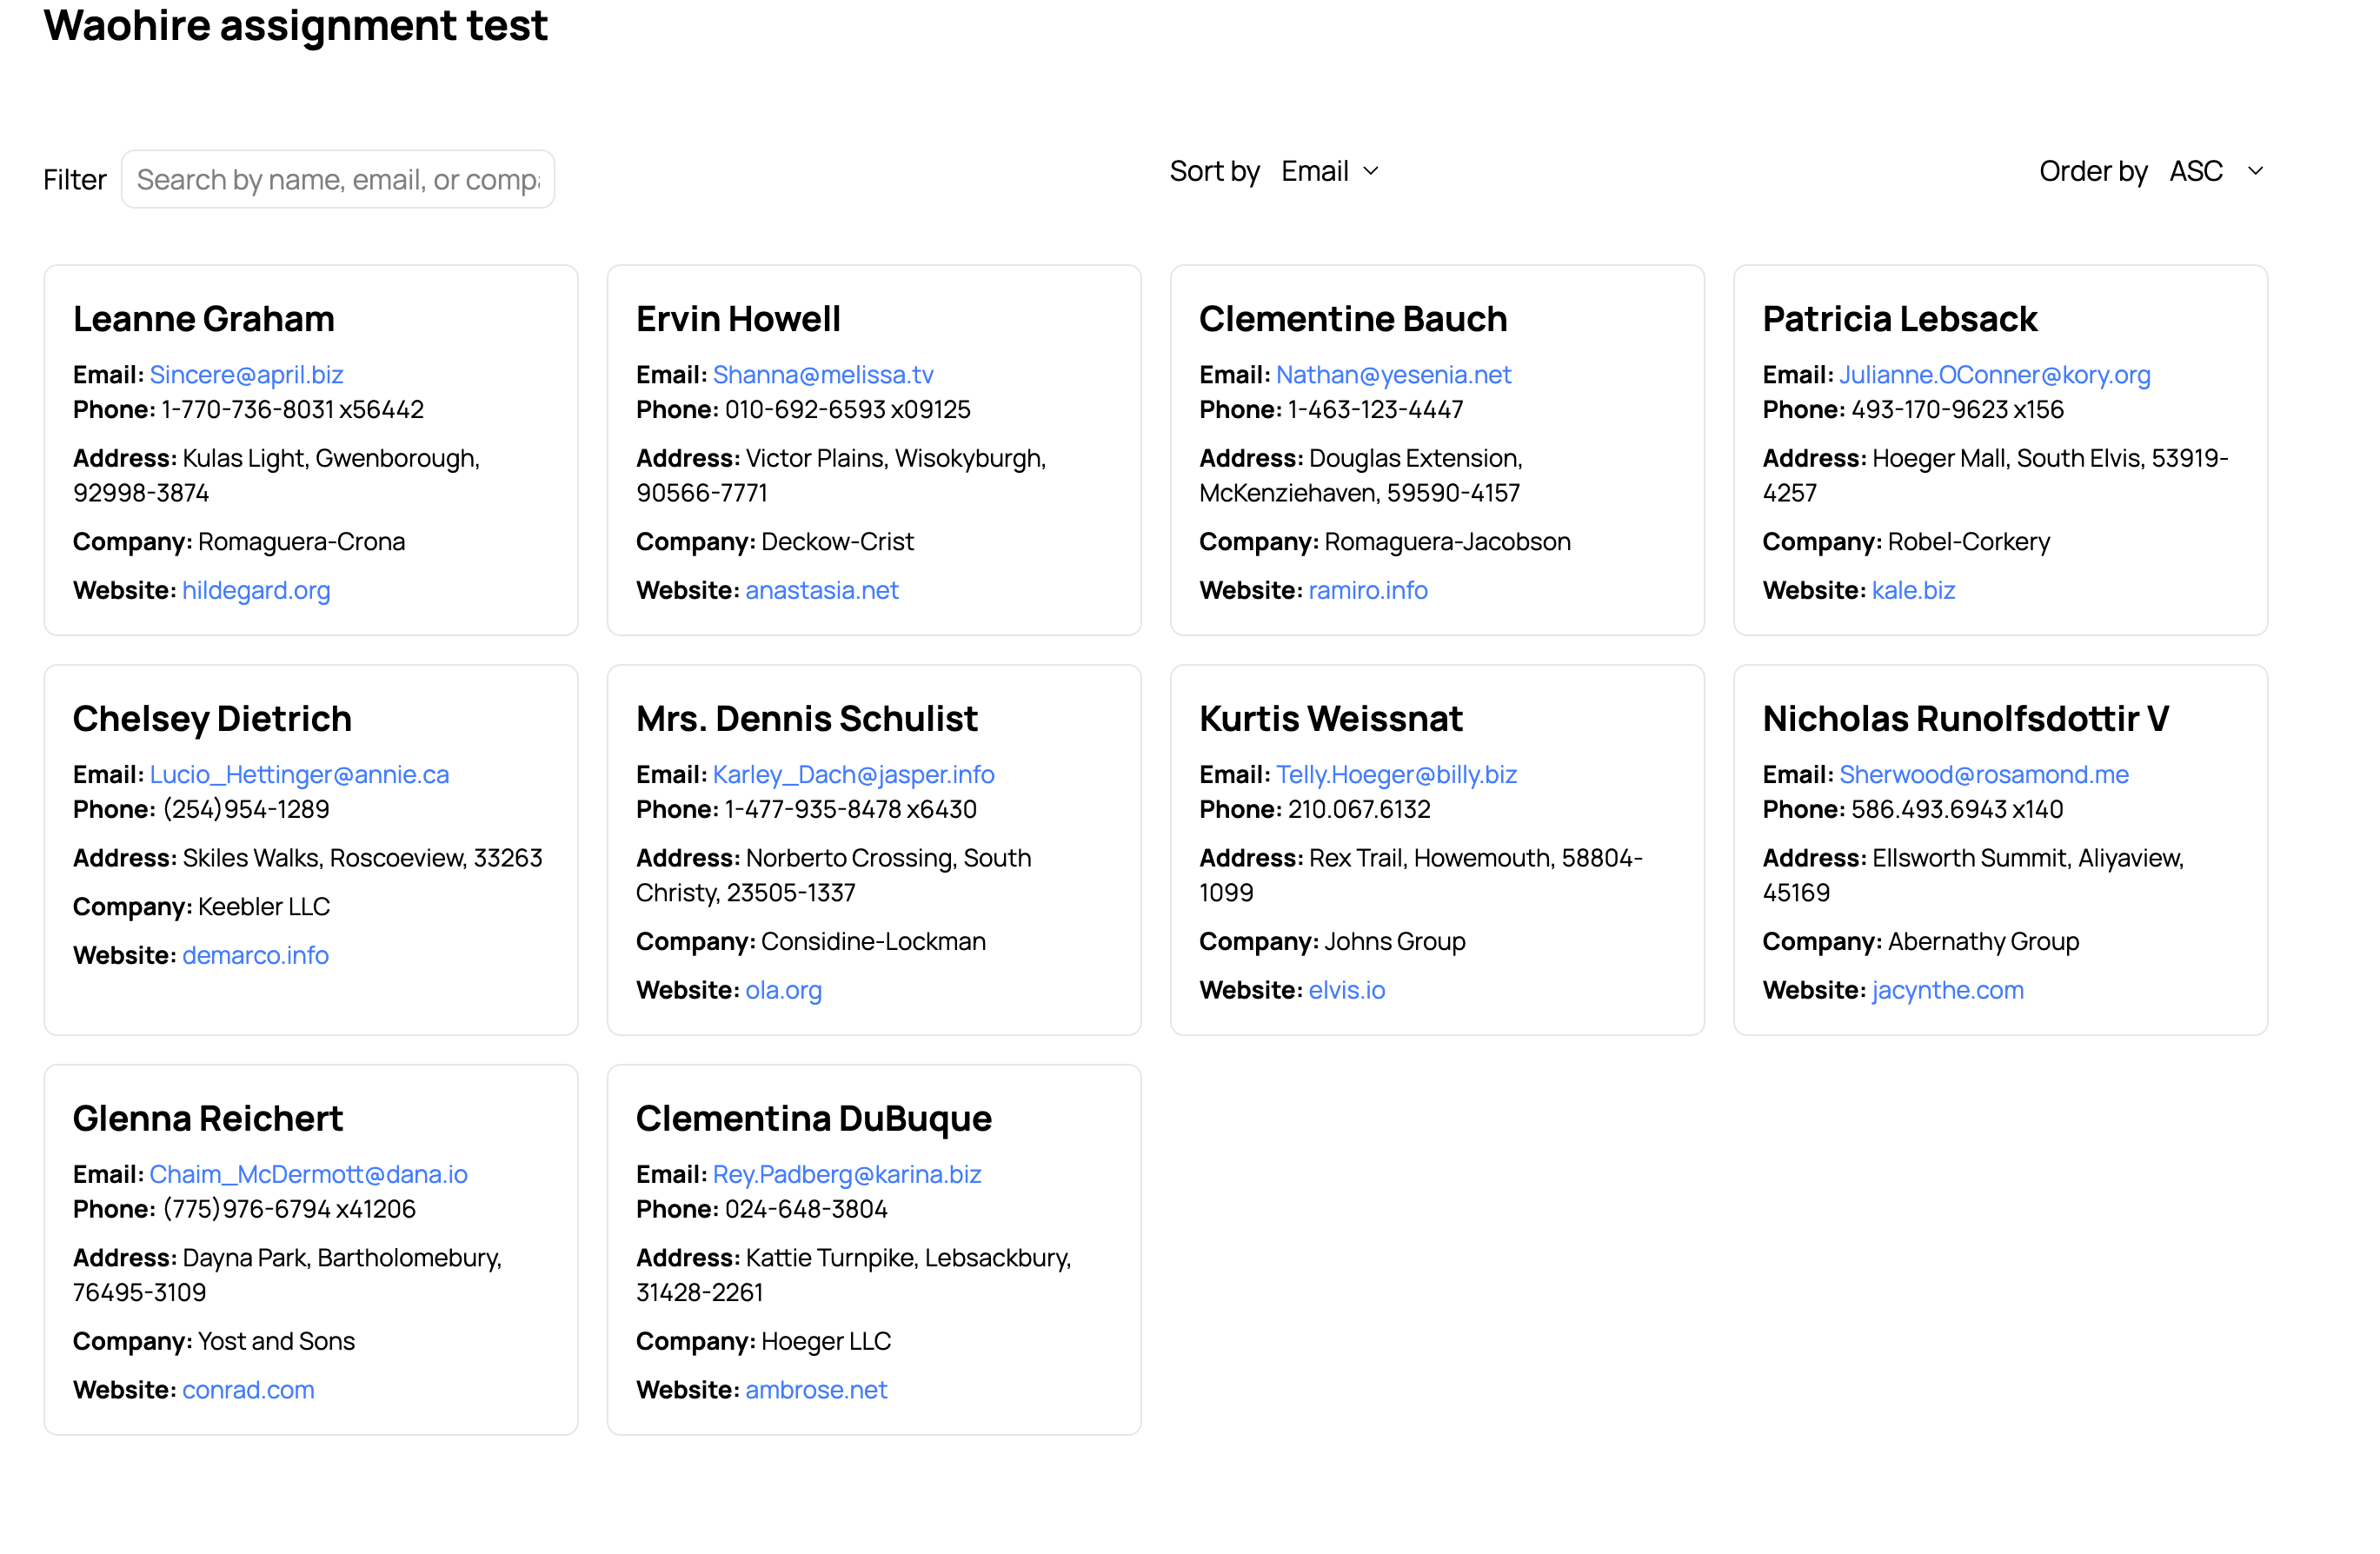 Waohire assignment test
Filter Search by name, email, or comp
Sort by Email
Order by ASC
Leanne Graham
Email: Sincere@april.biz
Phone: 1-770-736-8031 x56442
Address: Kulas Light, Gwenborough,
92998-3874
Company: Romaguera-Crona
Website: hildegard.org
Ervin Howell
Email: Shanna@melissa.tv
Phone: 010-692-6593 x09125
Address: Victor Plains, Wisokyburgh,
90566-7771
Company: Deckow-Crist
Website: anastasia.net
Clementine Bauch
Email: Nathan@yesenia.net
Phone: 1-463-123-4447
Address: Douglas Extension,
McKenziehaven, 59590-4157
Company: Romaguera-Jacobson
Website: ramiro.info
Patricia Lebsack
Email: Julianne.OConner@kory.org
Phone: 493-170-9623 x156
Address: Hoeger Mall, South Elvis, 53919-
4257
Company: Robel-Corkery
Website: kale.biz
Chelsey Dietrich
Email: Lucio_Hettinger@annie.ca
Phone: (254)954-1289
Address: Skiles Walks, Roscoeview, 33263
Company: Keebler LLC
Website: demarco.info
Mrs. Dennis Schulist
Email: Karley_Dach@jasper.info
Phone: 1-477-935-8478 x6430
Address: Norberto Crossing, South
Christy, 23505-1337
Company: Considine-Lockman
Website: ola.org
Kurtis Weissnat
Email: Telly.Hoeger@billy.biz
Phone: 210.067.6132
Address: Rex Trail, Howemouth, 58804-
1099
Company: Johns Group
Website: elvis.io
Nicholas Runolfsdottir V
Email: Sherwood@rosamond.me
Phone: 586.493.6943 x140
Address: Ellsworth Summit, Aliyaview,
45169
Company: Abernathy Group
Website: jacynthe.com
Glenna Reichert
Email: Chaim_McDermott@dana.io
Phone: (775)976-6794 x41206
Address: Dayna Park, Bartholomebury,
76495-3109
Company: Yost and Sons
Website: conrad.com
Clementina DuBuque
Email: Rey.Padberg@karina.biz
Phone: 024-648-3804
Address: Kattie Turnpike, Lebsackbury,
31428-2261
Company: Hoeger LLC
Website: ambrose.net